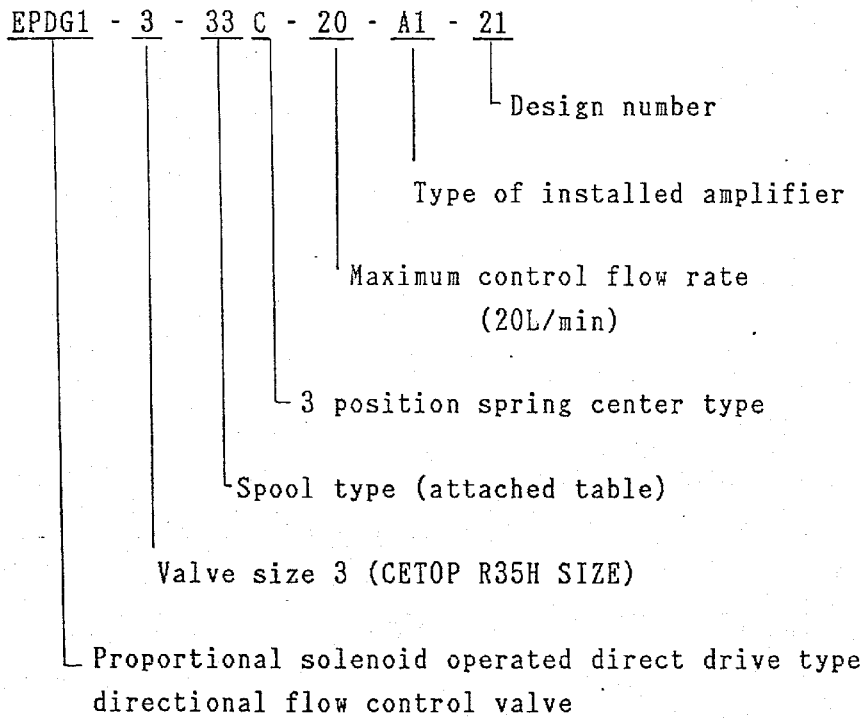 EPDG1 - 3 - 33 C - 20 - A1 - 21
Design number
Type of installed amplifier
Maximum control flow rate
(20L/min)
3 position spring center type
Spool type (attached table)
Valve size 3 (CETOP R35H SIZE)
Proportional solenoid operated direct drive type
directional flow control valve